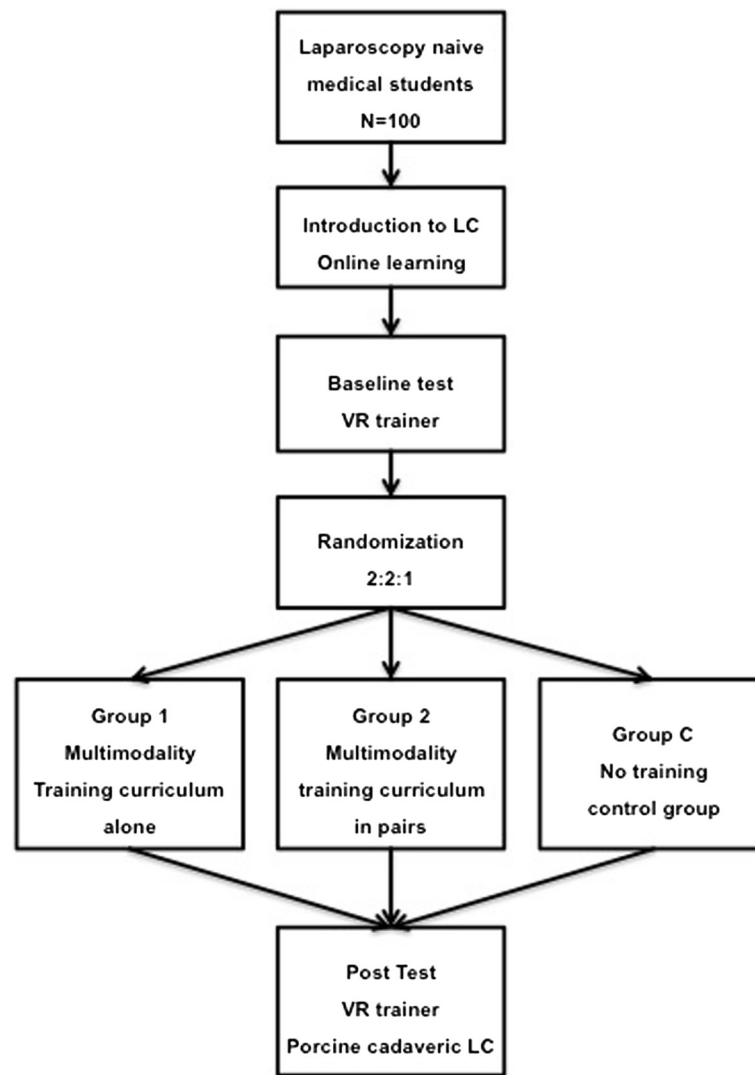 Laparoscopy naive
medical students
N=100
Introduction to LC
Online learning
Baseline test
VR trainer
Randomization
2:2:1
Group 1
Multimodality
Training curriculum
alone
Group 2
Multimodality
training curriculum
in pairs
Group C
No training
control group
Post Test
VR trainer
Porcine cadaveric LC